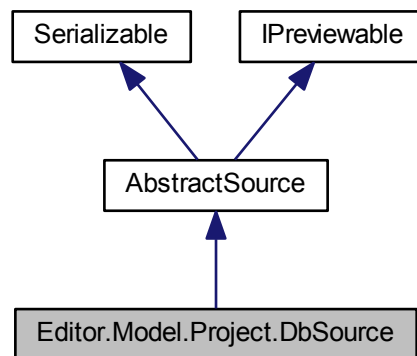 Serializable
IPreviewable
AbstractSource
Editor.Model.Project.DbSource